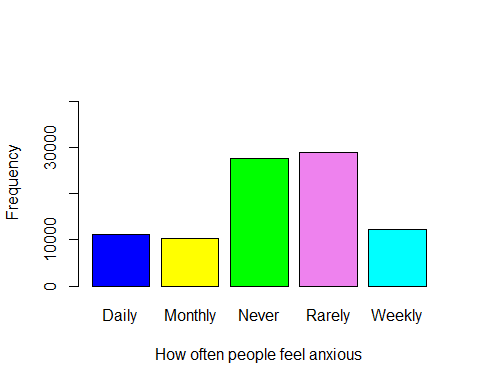 Frequency
30000
10000
0
Daily Monthly Never Rarely Weekly
How often people feel anxious